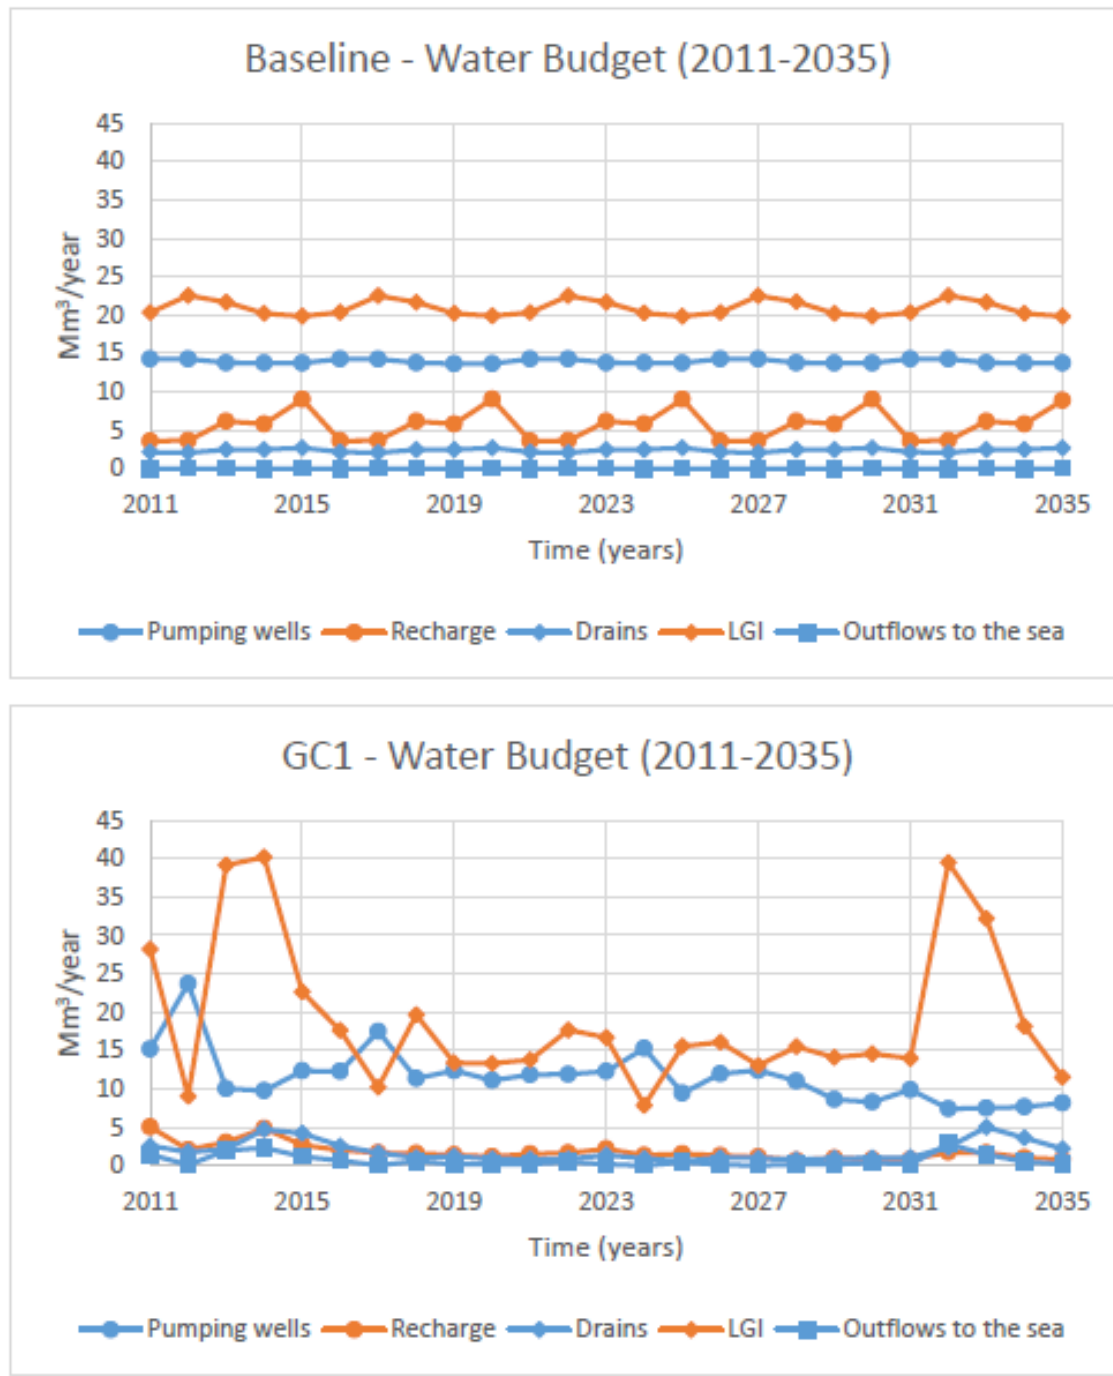 Baseline - Water Budget (2011-2035)
45
40
35
30
25
20
15
10
5
0
Mm³/year
2011 2015 2019 2023 2027 2031 2035
Time (years)
Pumping wells Recharge Drains LGI Outflows to the sea
GC1 - Water Budget (2011-2035)
45
40
35
30
25
20
15
10
5
0
Mm³/year
2011 2015 2019 2023 2027 2031 2035
Time (years)
Pumping wells Recharge Drains LGI Outflows to the sea